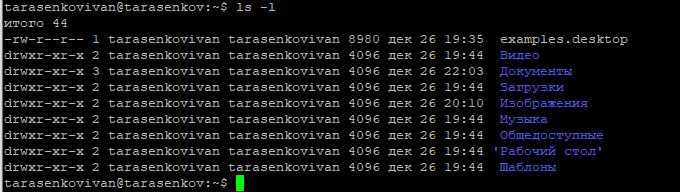 tarasenkovivan@tarasenkov:~$ ls -l
итого 44
-rw-r--r-- 1 tarasenkovivan tarasenkovivan 8980 дек 26 19:35  examples.desktop
drwxr-xr-x 2 tarasenkovivan tarasenkovivan 4096 дек 26 19:44  Видео
drwxr-xr-x 3 tarasenkovivan tarasenkovivan 4096 дек 26 22:03  Документы
drwxr-xr-x 2 tarasenkovivan tarasenkovivan 4096 дек 26 19:44  Загрузки
drwxr-xr-x 2 tarasenkovivan tarasenkovivan 4096 дек 26 20:10  Изображения
drwxr-xr-x 2 tarasenkovivan tarasenkovivan 4096 дек 26 19:44  Музыка
drwxr-xr-x 2 tarasenkovivan tarasenkovivan 4096 дек 26 19:44  Общедоступные
drwxr-xr-x 2 tarasenkovivan tarasenkovivan 4096 дек 26 19:44 'Рабочий стол'
drwxr-xr-x 2 tarasenkovivan tarasenkovivan 4096 дек 26 19:44  Шаблоны
tarasenkovivan@tarasenkov:~$